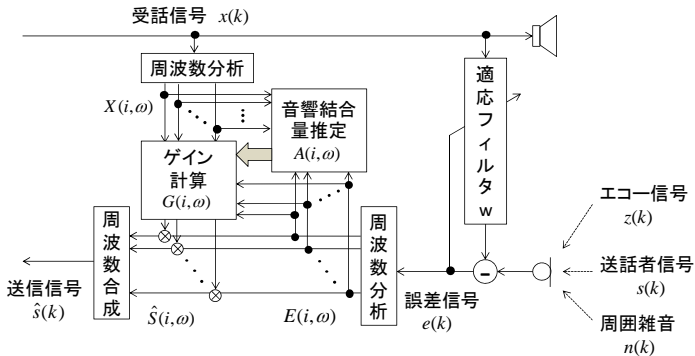 受話信号 x(k)
周波数分析
X(i,ω)
音響結合
量推定
A(i,ω)
ゲイン
計算
G(i,ω)
適応フィルタ w
エコー信号
z(k)
送話者信号
s(k)
周囲雑音
n(k)
-
誤差信号
e(k)
周波数分析
E(i,ω)
Ŝ(i,ω)
周波数合成
送信信号
ŝ(k)